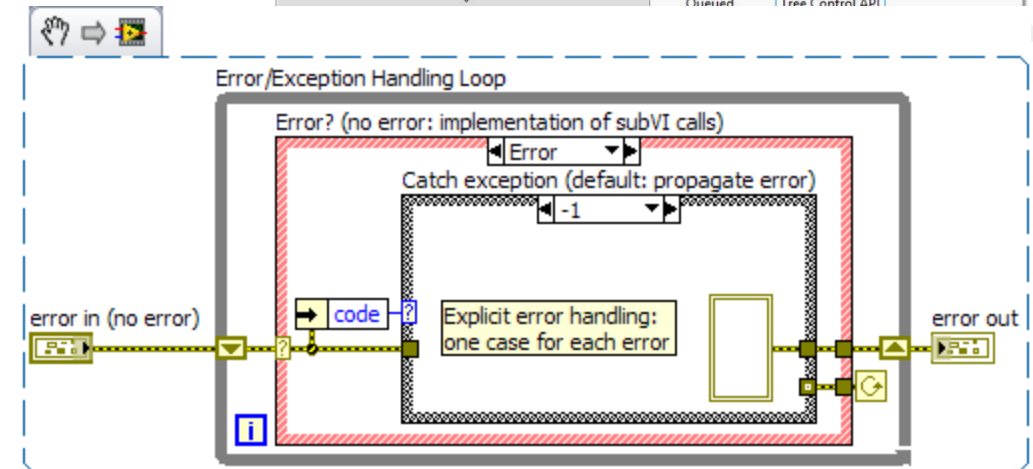 Queued
Tree Control API
Error/Exception Handling Loop
Error? (no error: implementation of subVI calls)
Error
Catch exception (default: propagate error)
-1
error in (no error)
?
code
?
Explicit error handling:
one case for each error
error out
i